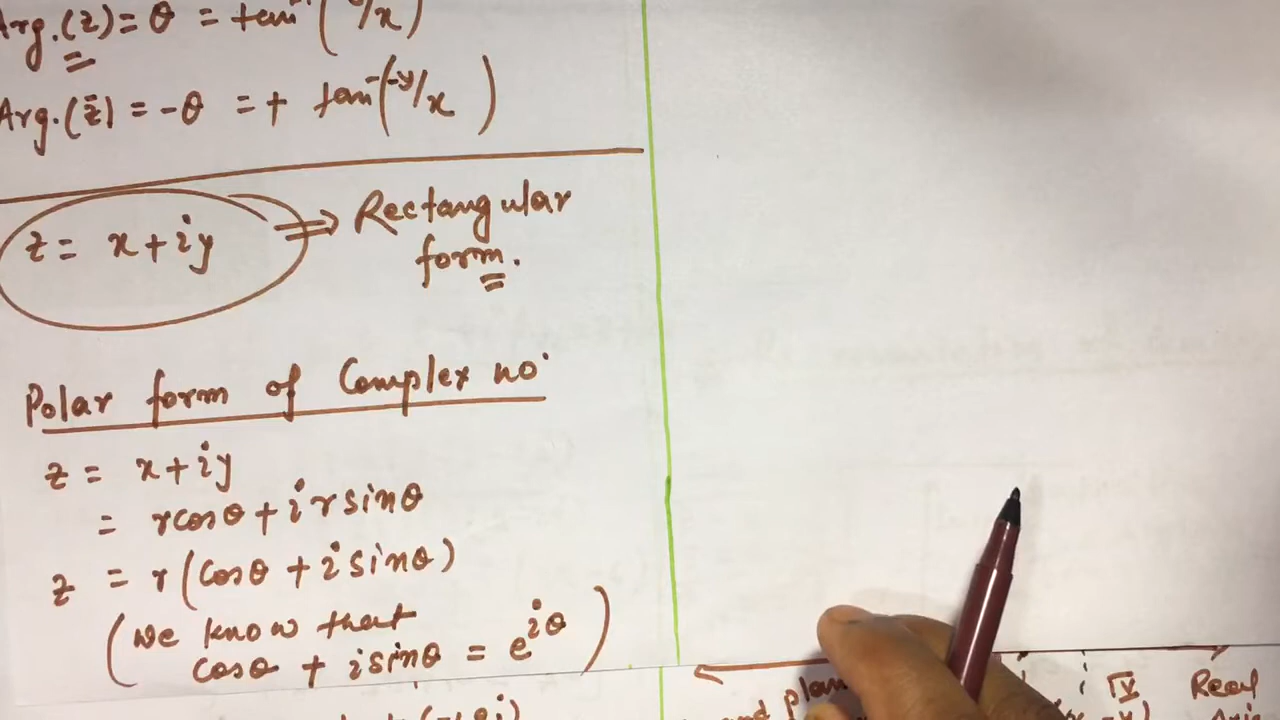 Arg.(z) = θ = tan⁻¹( y/x )
Arg.(z̄) = -θ = + tan⁻(-y/x )
z = x+iy ⇒ Rectangular
form.
Polar form of Complex no.
z = x+iy
= rcosθ + i rsinθ
z = r(cosθ + i sinθ)
(We know that
cosθ + isinθ = e^{iθ})
IV Real